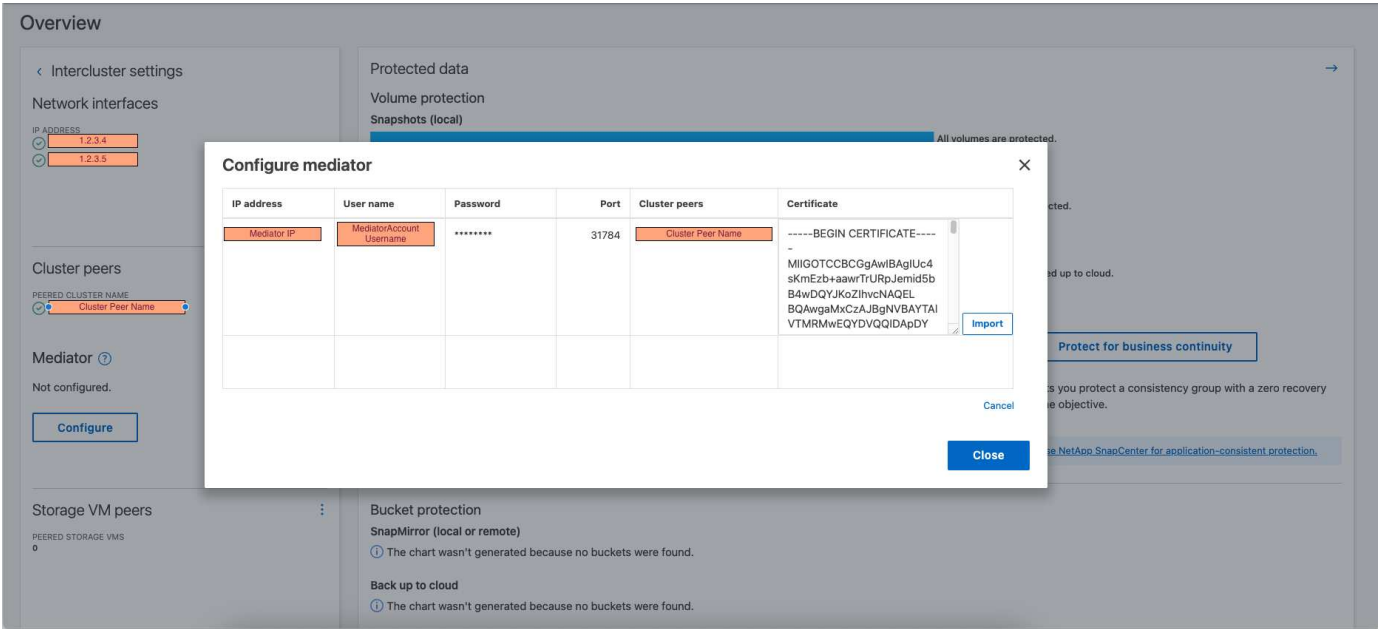 Overview
Intercluster settings
Network interfaces
IP ADDRESS
1.2.3.4
1.2.3.5
Cluster peers
PEERED CLUSTER NAME
Cluster Peer Name
Mediator
Not configured.
Configure
Storage VM peers
PEERED STORAGE VMS
0
Protected data
Volume protection
Snapshots (local)
All volumes are protected.
cted.
ed up to cloud.
Protect for business continuity
s you protect a consistency group with a zero recovery
e objective.
se NetApp SnapCenter for application-consistent protection.
Configure mediator
IP address User name Password Port Cluster peers Certificate
Mediator IP
MediatorAccount
Username
********
31784
Cluster Peer Name
-----BEGIN CERTIFICATE----
-
MIIGOTCCBCGgAwIBAgIUc4
sKmEzb+aawrTrURpJemid5b
B4wDQYJKoZIhvcNAQEL
BQAwgaMxCzAJBgNVBAYTAl
VTMRMwEQYDVQQIDApDY
Import
Cancel
Close
Bucket protection
SnapMirror (local or remote)
The chart wasn't generated because no buckets were found.
Back up to cloud
The chart wasn't generated because no buckets were found.